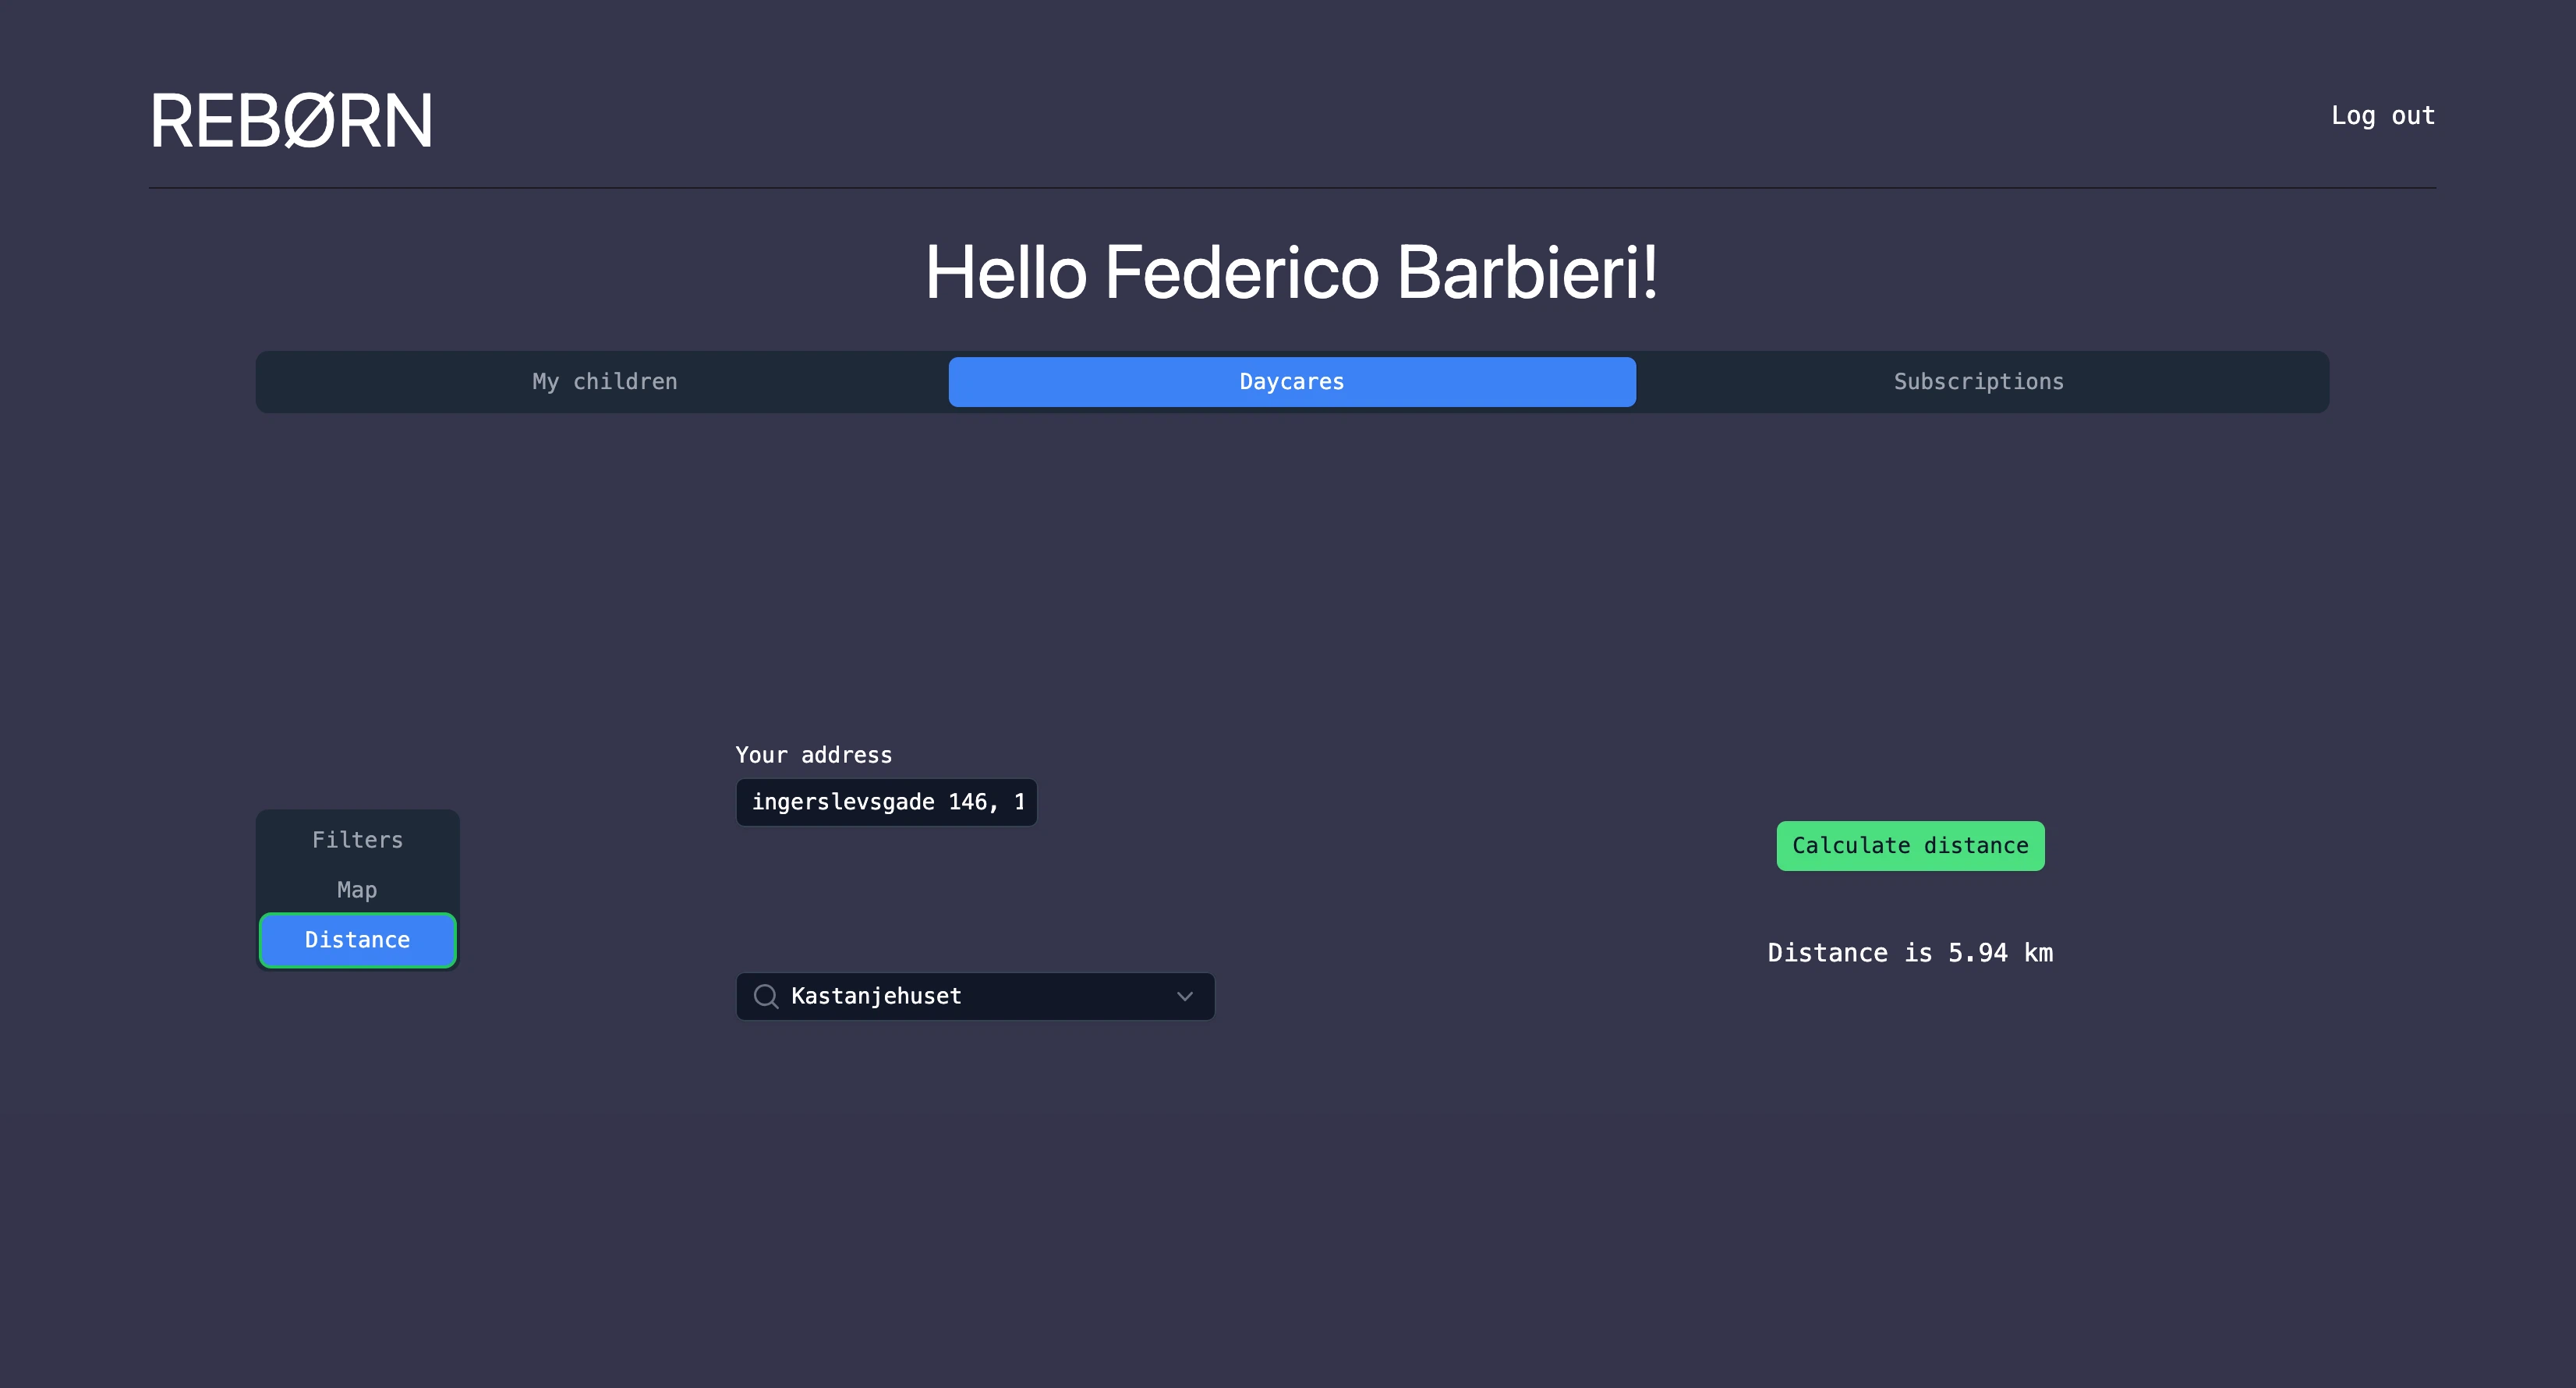 REBØRN
Log out
Hello Federico Barbieri!
My children
Daycares
Subscriptions
Your address
ingerslevsgade 146, 1
Filters
Map
Distance
Kastanjehuset
Calculate distance
Distance is 5.94 km